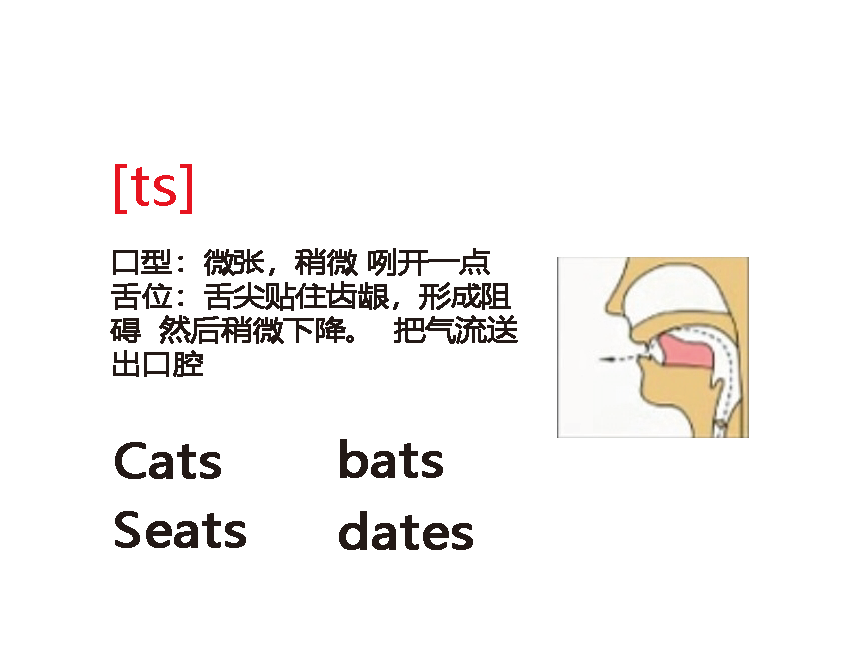 [ts]
口型：微张，稍微 咧开一点
舌位：舌尖贴住齿龈，形成阻
碍 然后稍微下降。 把气流送
出口腔
Cats bats
Seats dates